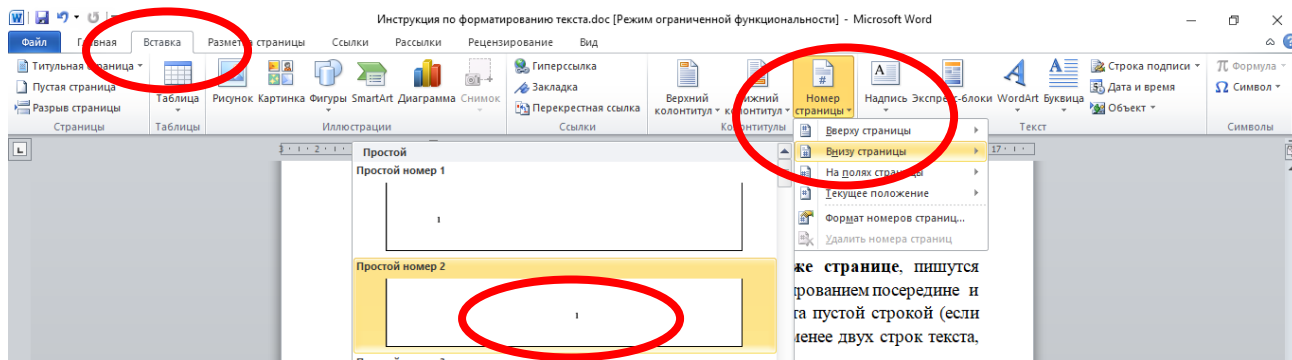 Инструкция по форматированию текста.doc [Режим ограниченной функциональности] - Microsoft Word
Файл Главная Вставка Разметка страницы Ссылки Рассылки Рецензирование Вид
Титульная страница
Пустая страница
Разрыв страницы
Страницы
Таблица
Таблицы
Рисунок Картинка Фигуры SmartArt Диаграмма Снимок
Иллюстрации
Гиперссылка
Закладка
Перекрестная ссылка
Ссылки
Верхний колонтитул
Нижний колонтитул
Номер страницы
Колонтитулы
Надпись Экспресс-блоки WordArt Буквица
Строка подписи
Дата и время
Объект
Текст
π Формула
Ω Символ
Символы
Вверху страницы
Внизу страницы
На полях страницы
Текущее положение
Формат номеров страниц...
Удалить номера страниц
3 1 2 1
17
Простой
Простой номер 1
1
Простой номер 2
1
же странице, пишутся
посередине и
пустой строкой (если
менее двух строк текста,